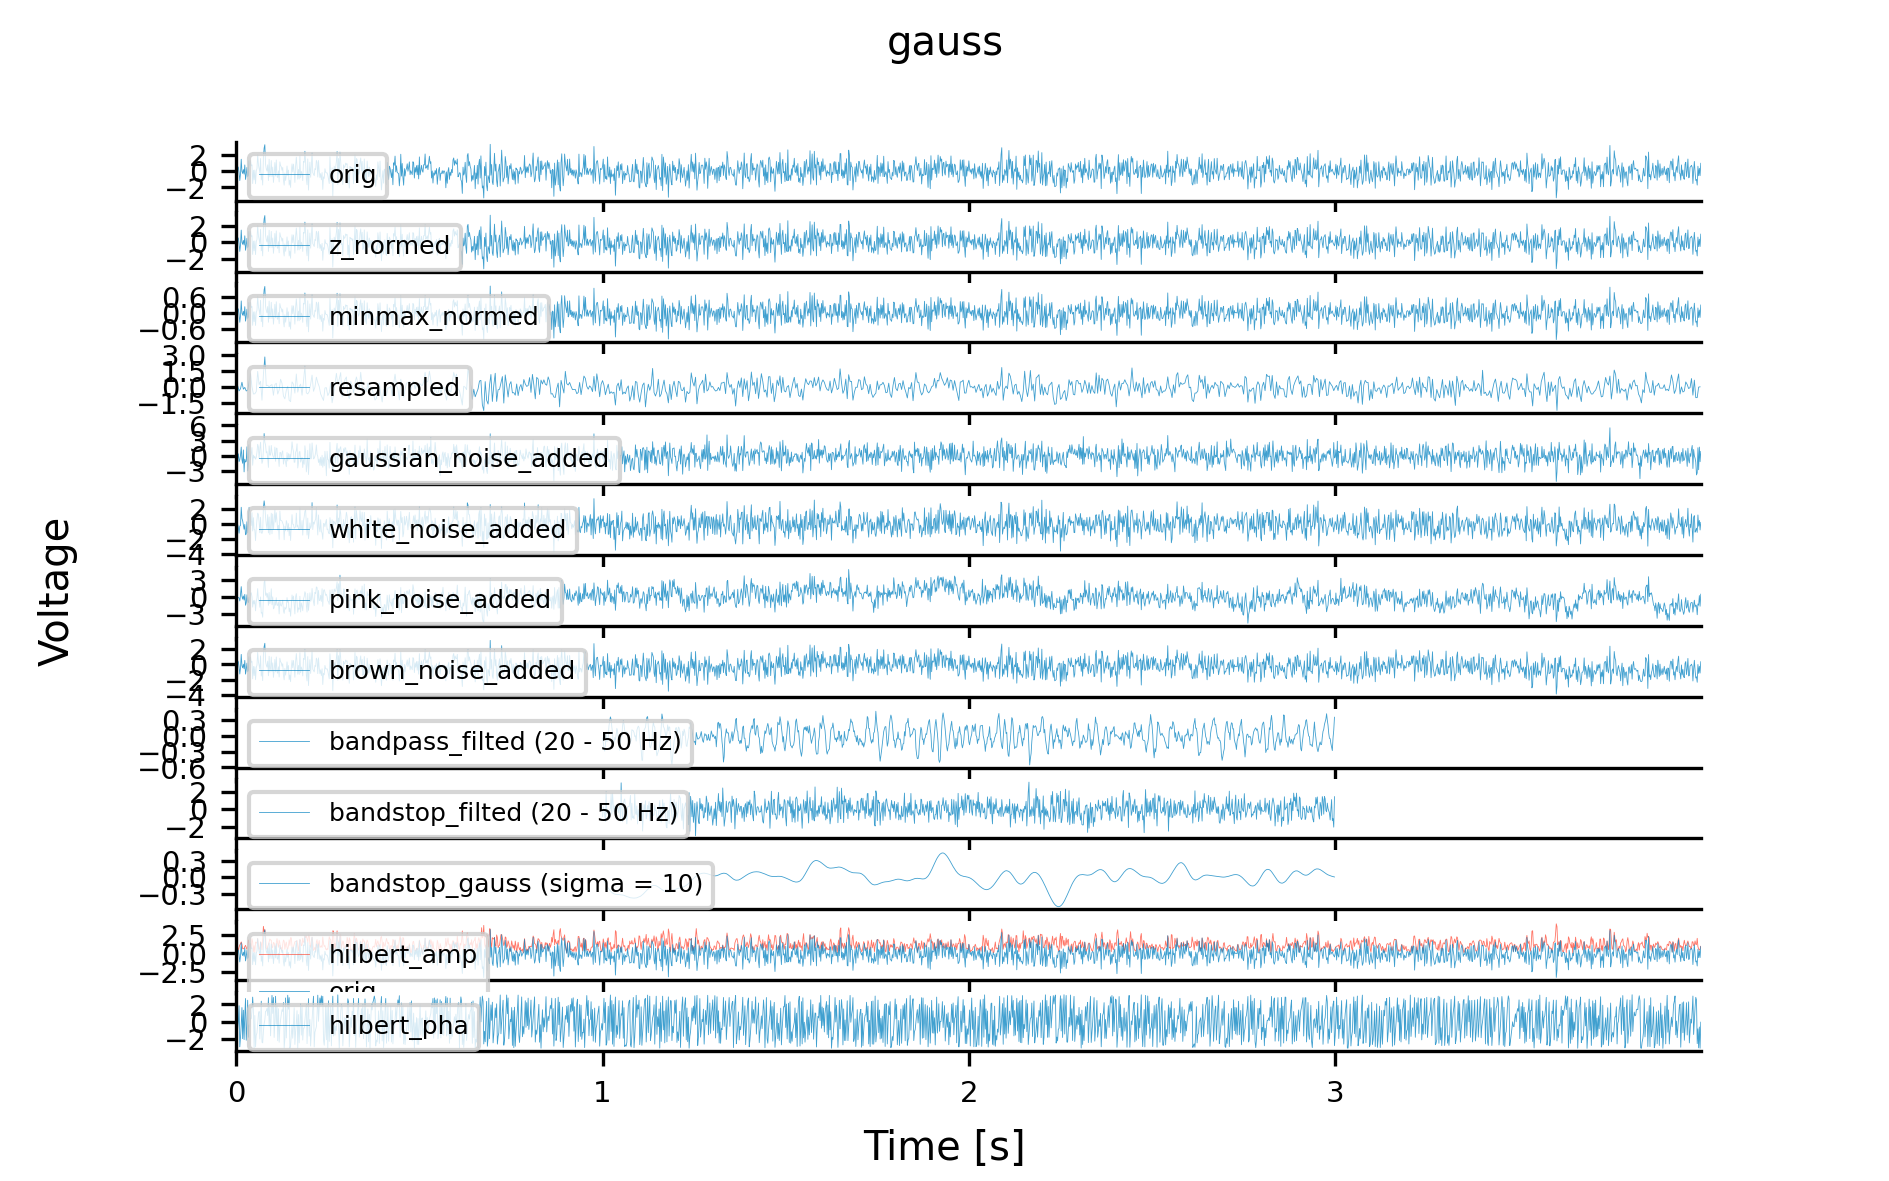 gauss
Voltage
2
0
−2
orig
2
0
−2
z_normed
0.6
0.0
−0.6
minmax_normed
3.0
1.5
0.0
−1.5
resampled
6
3
0
−3
gaussian_noise_added
2
0
−2
−4
white_noise_added
3
0
−3
pink_noise_added
2
0
−2
−4
brown_noise_added
0.3
0.0
−0.3
−0.6
bandpass_filted (20 - 50 Hz)
2
0
−2
bandstop_filted (20 - 50 Hz)
0.3
0.0
−0.3
bandstop_gauss (sigma = 10)
2.5
0.0
−2.5
hilbert_amp
orig
2
0
−2
hilbert_pha
0 1 2 3
Time [s]